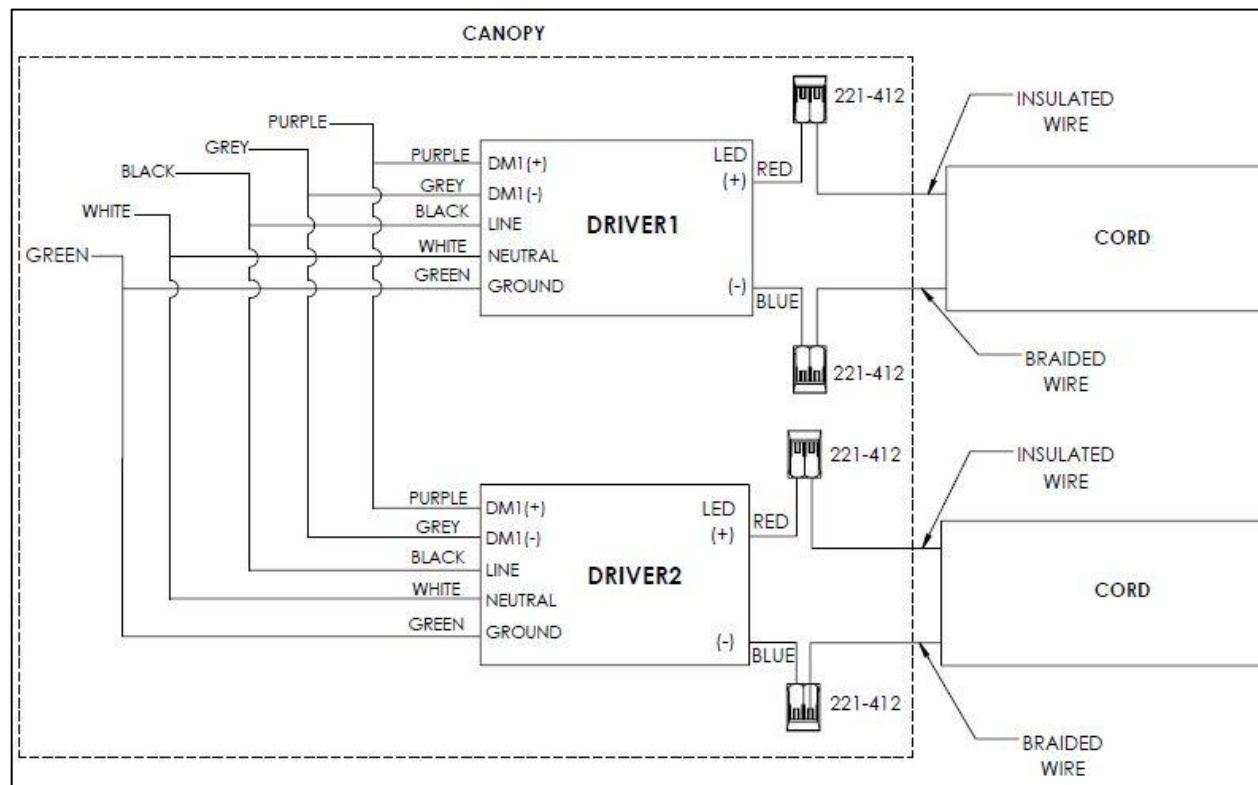 CANOPY
221-412
INSULATED
WIRE
PURPLE
GREY
BLACK
WHITE
GREEN
PURPLE
GREY
BLACK
WHITE
GREEN
DM1(+)
DM1(-)
LINE
NEUTRAL
GROUND
DRIVER1
LED
(+)
(-)
RED
BLUE
CORD
221-412
BRAIDED
WIRE
221-412
INSULATED
WIRE
PURPLE
GREY
BLACK
WHITE
GREEN
DM1(+)
DM1(-)
LINE
NEUTRAL
GROUND
DRIVER2
LED
(+)
(-)
RED
BLUE
CORD
221-412
BRAIDED
WIRE